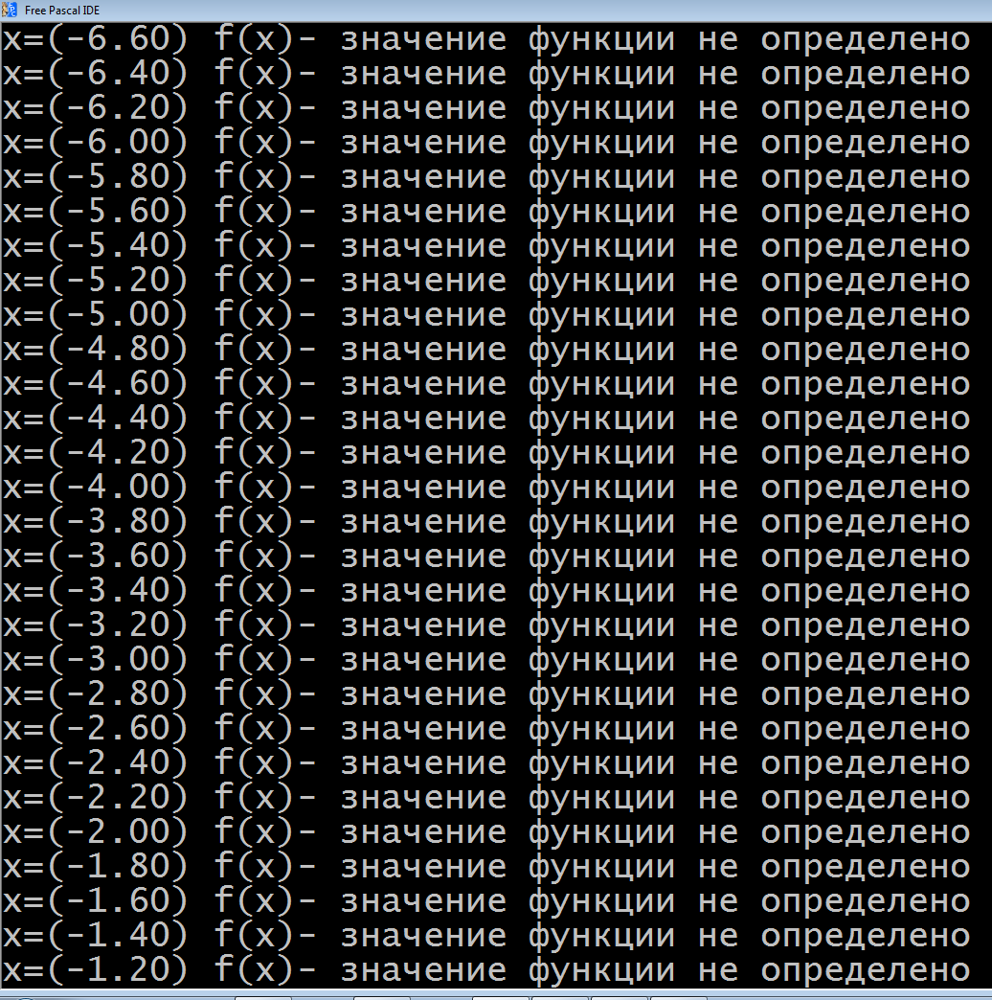 Free Pascal IDE
x=(-6.60) f(x)- значение функции не определено
x=(-6.40) f(x)- значение функции не определено
x=(-6.20) f(x)- значение функции не определено
x=(-6.00) f(x)- значение функции не определено
x=(-5.80) f(x)- значение функции не определено
x=(-5.60) f(x)- значение функции не определено
x=(-5.40) f(x)- значение функции не определено
x=(-5.20) f(x)- значение функции не определено
x=(-5.00) f(x)- значение функции не определено
x=(-4.80) f(x)- значение функции не определено
x=(-4.60) f(x)- значение функции не определено
x=(-4.40) f(x)- значение функции не определено
x=(-4.20) f(x)- значение функции не определено
x=(-4.00) f(x)- значение функции не определено
x=(-3.80) f(x)- значение функции не определено
x=(-3.60) f(x)- значение функции не определено
x=(-3.40) f(x)- значение функции не определено
x=(-3.20) f(x)- значение функции не определено
x=(-3.00) f(x)- значение функции не определено
x=(-2.80) f(x)- значение функции не определено
x=(-2.60) f(x)- значение функции не определено
x=(-2.40) f(x)- значение функции не определено
x=(-2.20) f(x)- значение функции не определено
x=(-2.00) f(x)- значение функции не определено
x=(-1.80) f(x)- значение функции не определено
x=(-1.60) f(x)- значение функции не определено
x=(-1.40) f(x)- значение функции не определено
x=(-1.20) f(x)- значение функции не определено